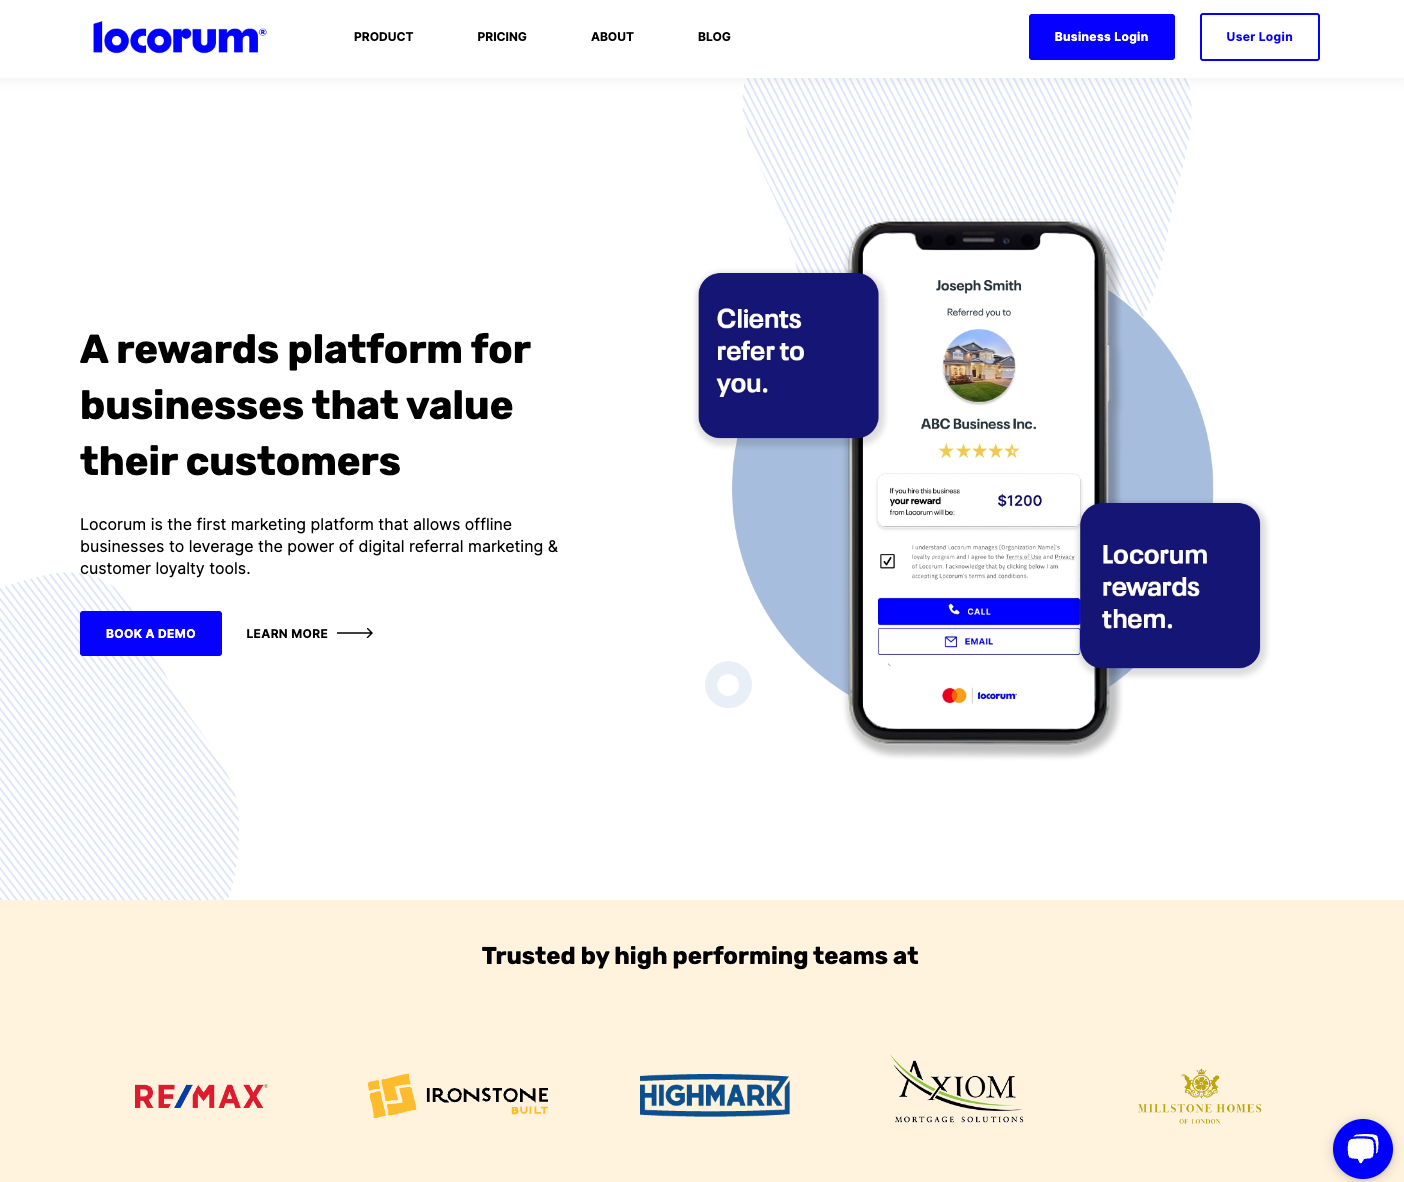 locorum®
PRODUCT
PRICING
ABOUT
BLOG
Business Login
User Login
A rewards platform for
businesses that value
their customers
Locorum is the first marketing platform that allows offline
businesses to leverage the power of digital referral marketing &
customer loyalty tools.
BOOK A DEMO
LEARN MORE
Clients
refer to
you.
Joseph Smith
Referred you to
ABC Business Inc.
If you hire this business
your reward
from Locorum will be:
$1200
I understand Locorum manages [Organization Name]'s
loyalty program and I agree to the Terms of Use and Privacy
of Locorum. I acknowledge that by clicking below I am
accepting Locorum's terms and conditions.
CALL
EMAIL
locorum
Locorum
rewards
them.
Trusted by high performing teams at
RE/MAX
IRONSTONE
BUILT
HIGHMARK
AXIOM
MORTGAGE SOLUTIONS
MILLSTONE HOMES
OF LONDON